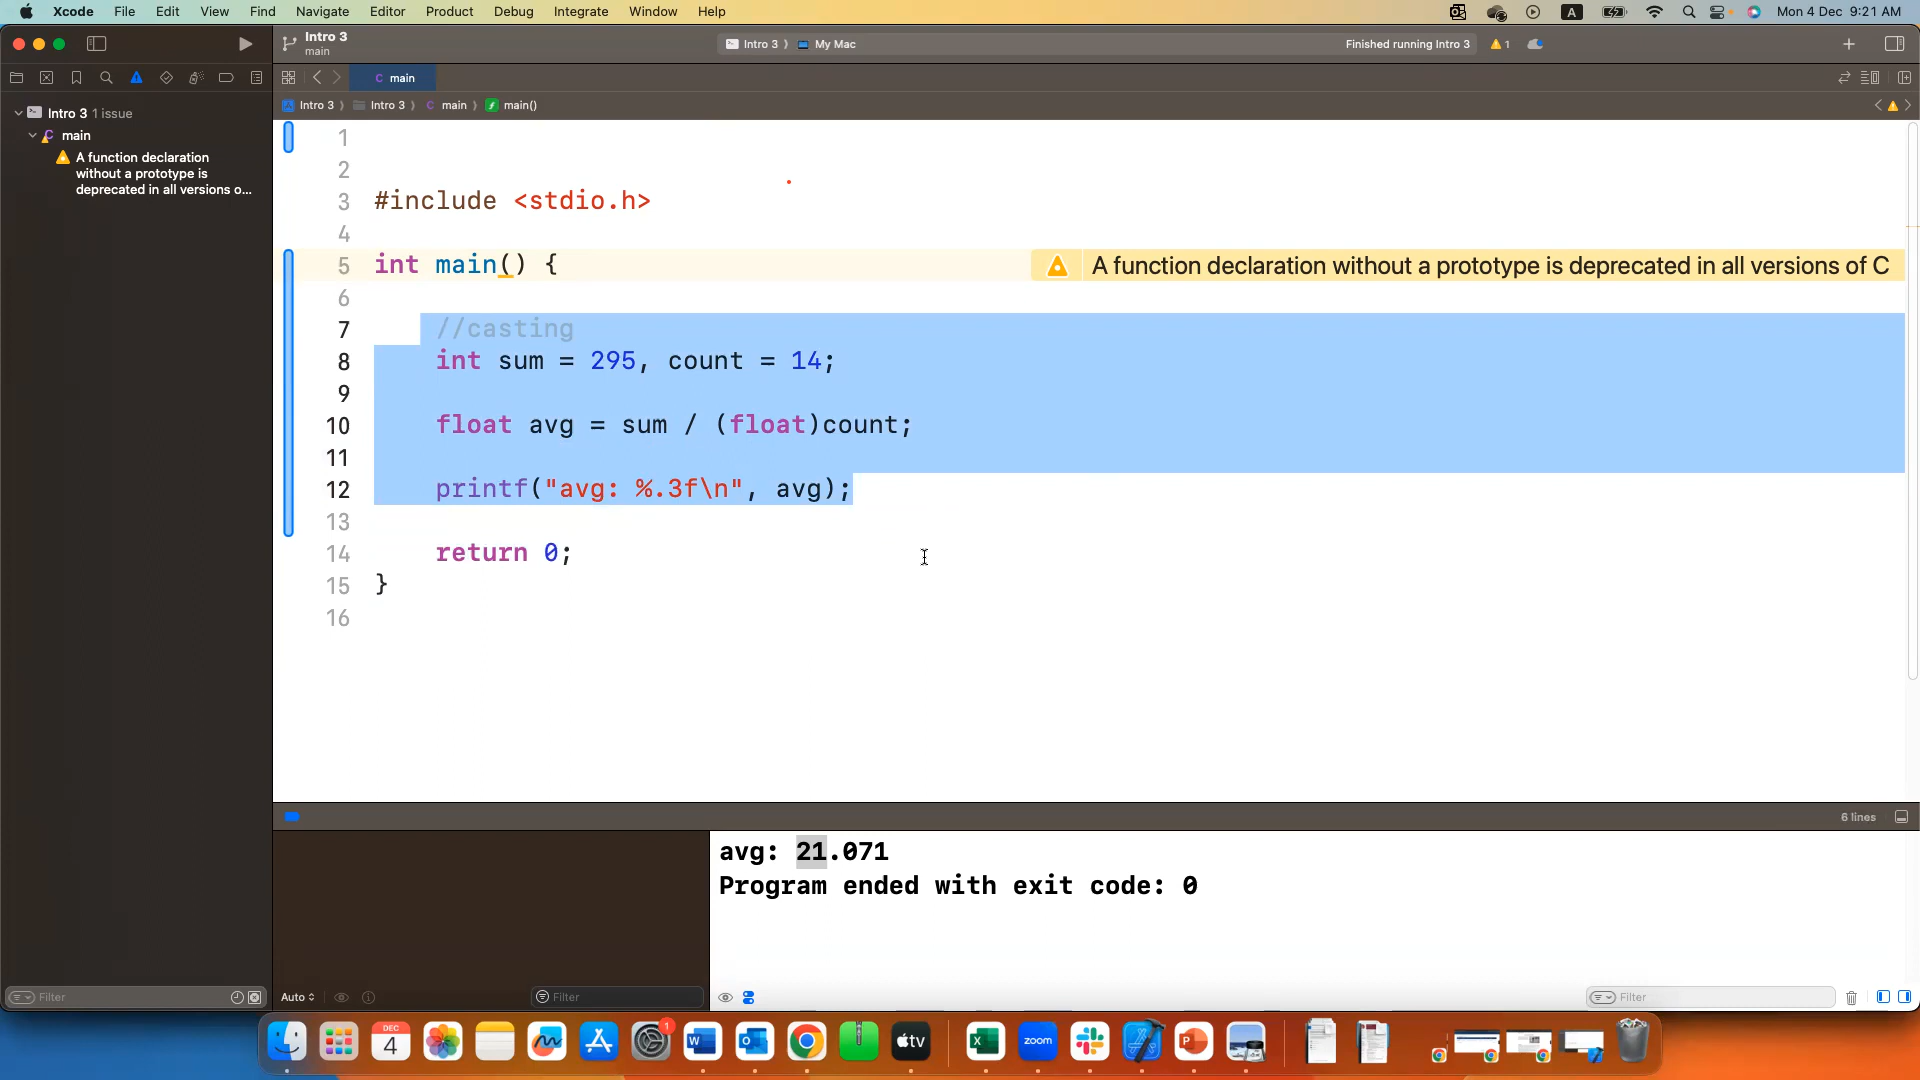 Xcode File Edit View Find Navigate Editor Product Debug Integrate Window Help A Mon 4 Dec 9:21 AM
Intro 3
main
Intro 3 My Mac
Finished running Intro 3 1
C main
Intro 3 Intro 3 C main f main()
Intro 3 1 issue
C main
A function declaration
without a prototype is
deprecated in all versions o...
1
2
3 #include <stdio.h>
4
5 int main() { A function declaration without a prototype is deprecated in all versions of C
6
7 //casting
8 int sum = 295, count = 14;
9
10 float avg = sum / (float)count;
11
12 printf("avg: %.3f\n", avg);
13
14 return 0;
15 }
16
6 lines
avg: 21.071
Program ended with exit code: 0
Filter
Auto
Filter
Filter
DEC
4
1
W
O
tv
X
zoom
P